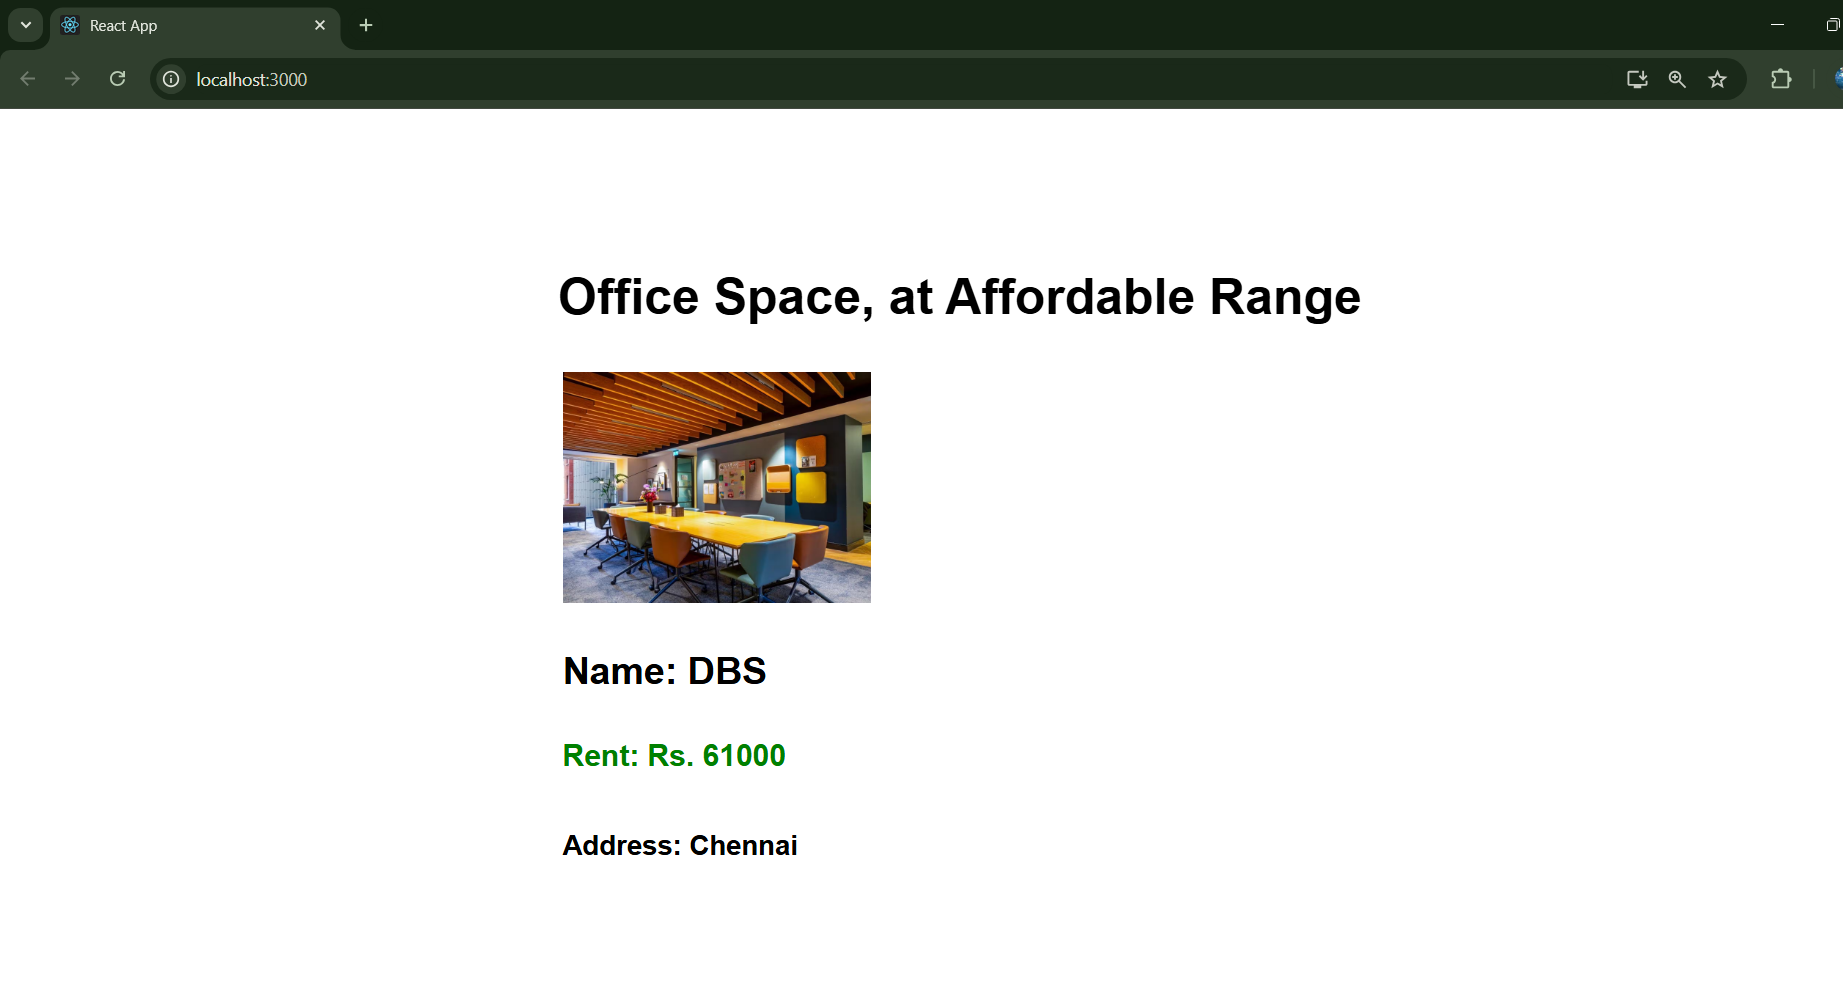 React App
localhost:3000
Office Space, at Affordable Range
Name: DBS
Rent: Rs. 61000
Address: Chennai